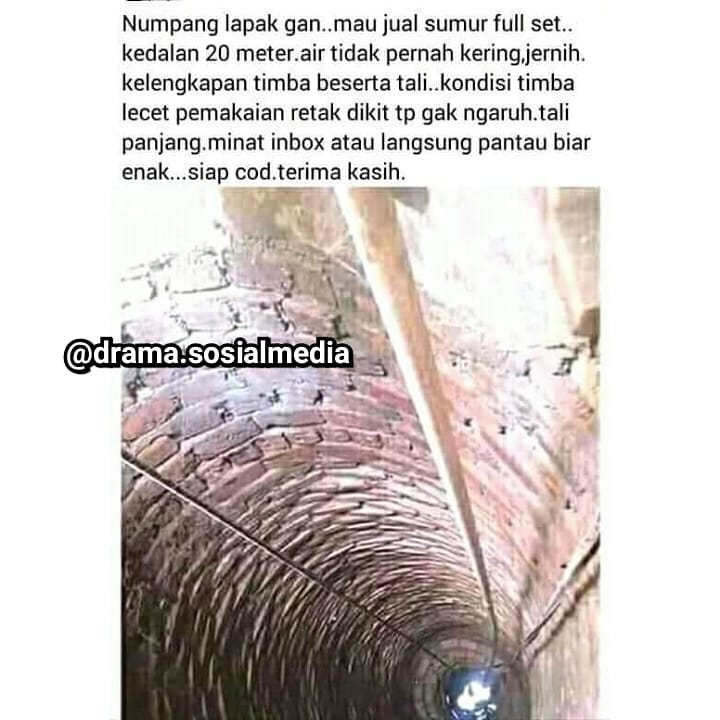 Numpang lapak gan..mau jual sumur full set..
kedalan 20 meter.air tidak pernah kering,jernih.
kelengkapan timba beserta tali..kondisi timba
lecet pemakaian retak dikit tp gak ngaruh.tali
panjang.minat inbox atau langsung pantau biar
enak...siap cod.terima kasih.
@drama.sosialmedia